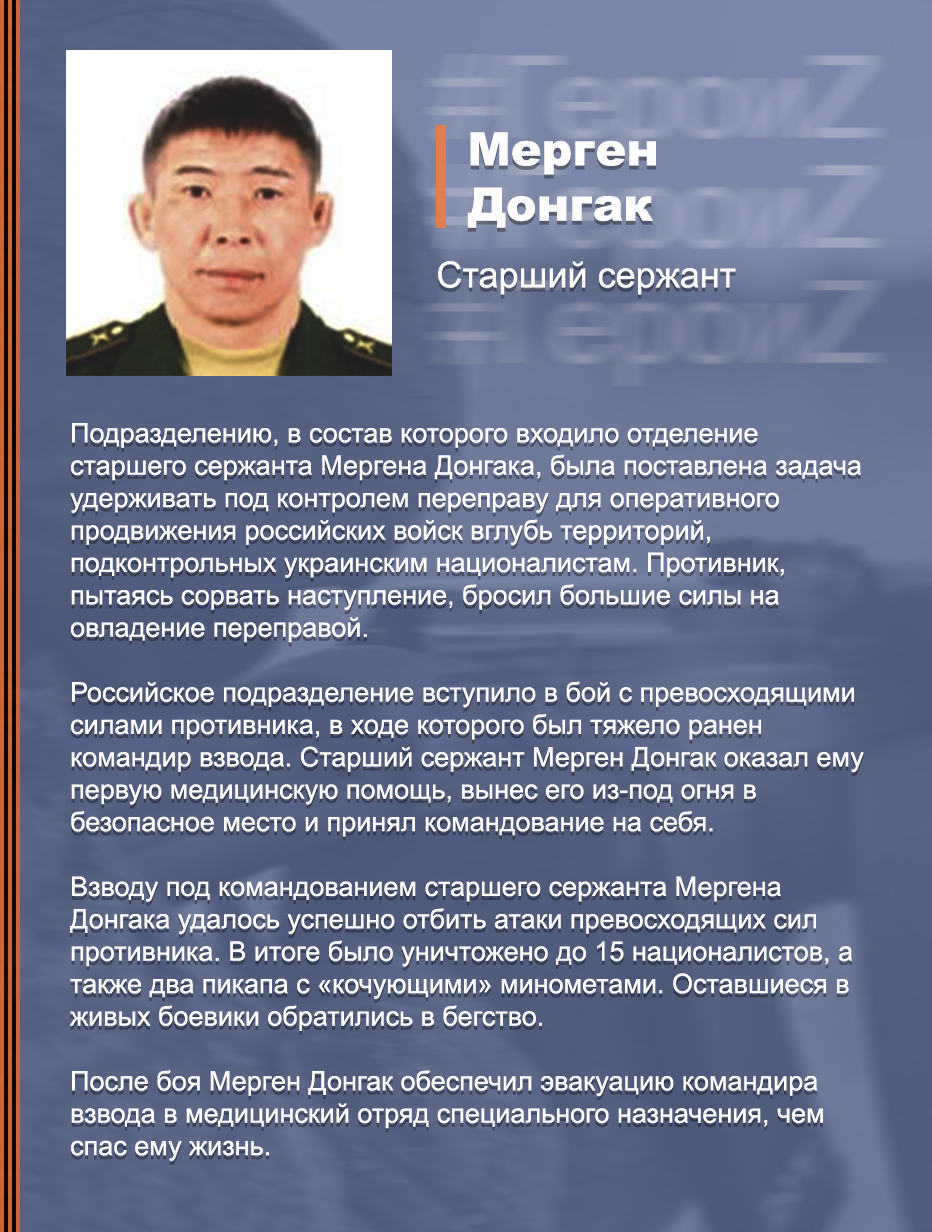 #ГероиZ
Мерген
#ГероиZ
Донгак
Старший сержант
#ГероиZ
Подразделению, в состав которого входило отделение
старшего сержанта Мергена Донгака, была поставлена задача
удерживать под контролем переправу для оперативного
продвижения российских войск вглубь территорий,
подконтрольных украинским националистам. Противник,
пытаясь сорвать наступление, бросил большие силы на
овладение переправой.
Российское подразделение вступило в бой с превосходящими
силами противника, в ходе которого был тяжело ранен
командир взвода. Старший сержант Мерген Донгак оказал ему
первую медицинскую помощь, вынес его из-под огня в
безопасное место и принял командование на себя.
Взводу под командованием старшего сержанта Мергена
Донгака удалось успешно отбить атаки превосходящих сил
противника. В итоге было уничтожено до 15 националистов, а
также два пикапа с «кочующими» минометами. Оставшиеся в
живых боевики обратились в бегство.
После боя Мерген Донгак обеспечил эвакуацию командира
взвода в медицинский отряд специального назначения, чем
спас ему жизнь.